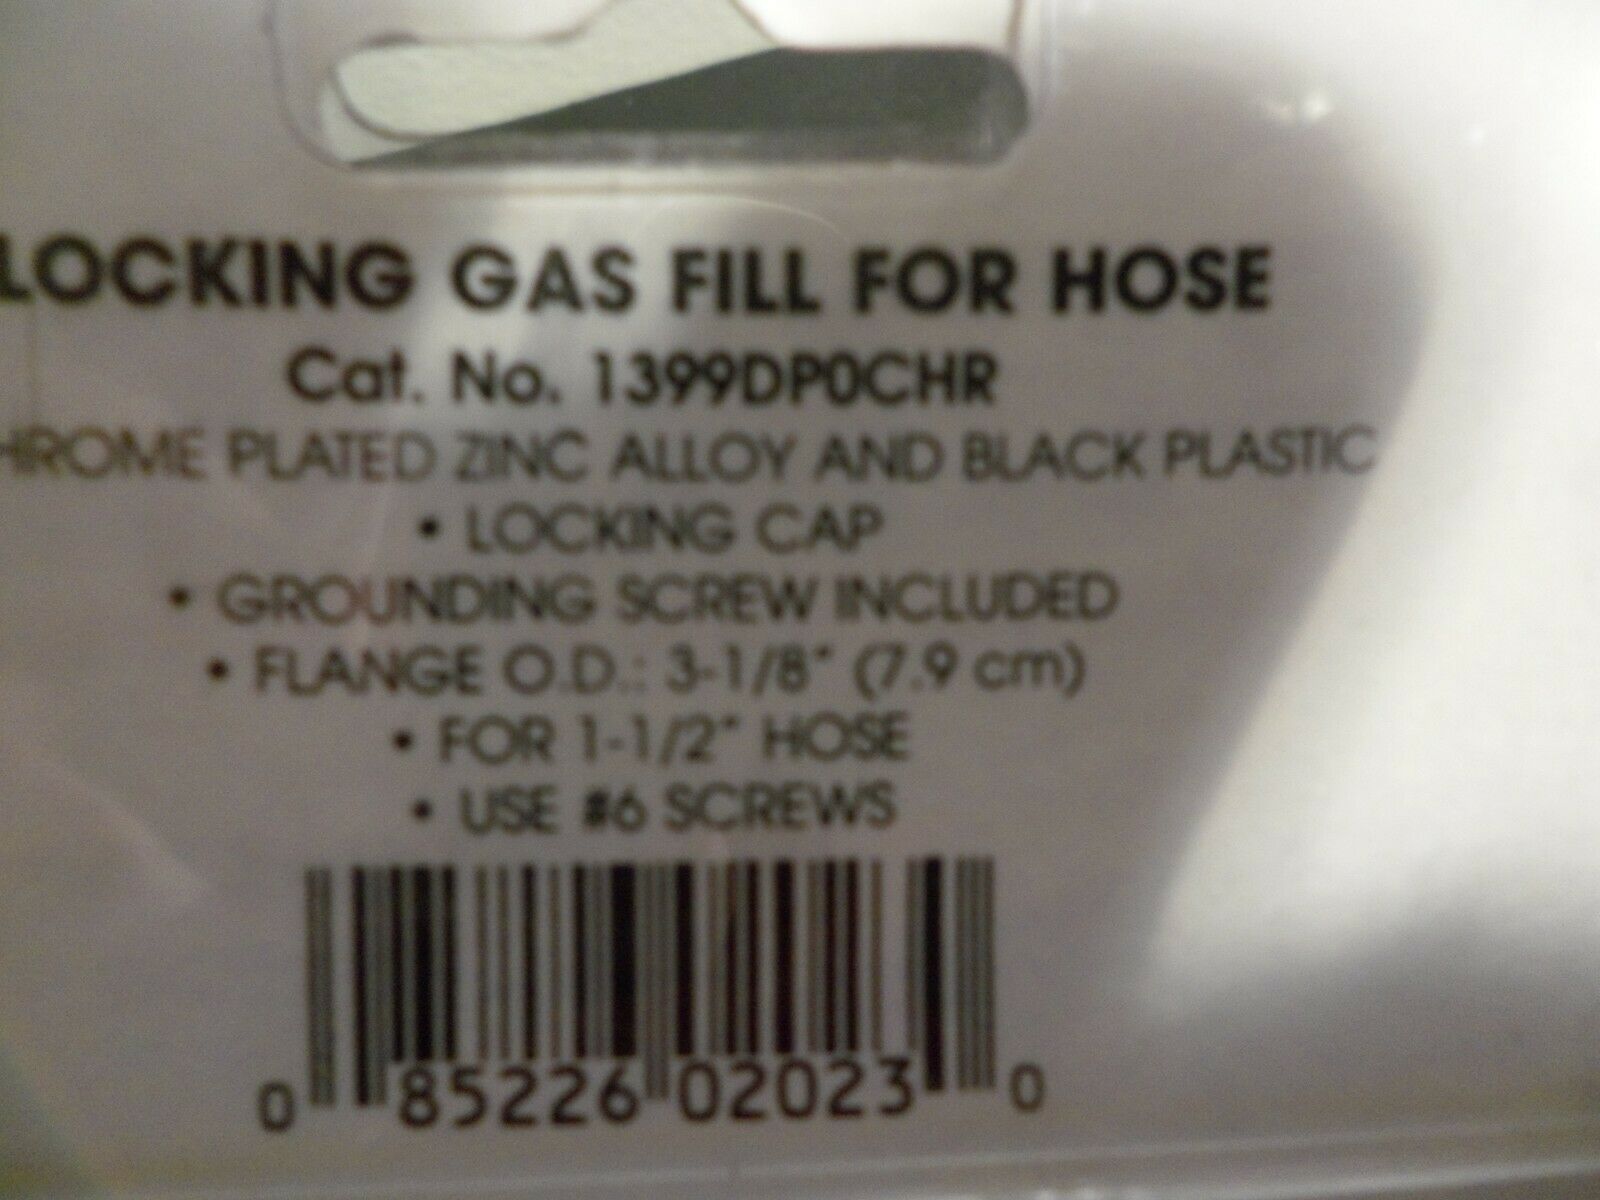 LOCKING GAS FILL FOR HOSE
Cat. No. 1399DP0CHR
HROME PLATED ZINC ALLOY AND BLACK PLASTIC
• LOCKING CAP
• GROUNDING SCREW INCLUDED
• FLANGE O.D.: 3-1/8" (7.9 cm)
• FOR 1-1/2" HOSE
• USE #6 SCREWS
0 85226 02023 0